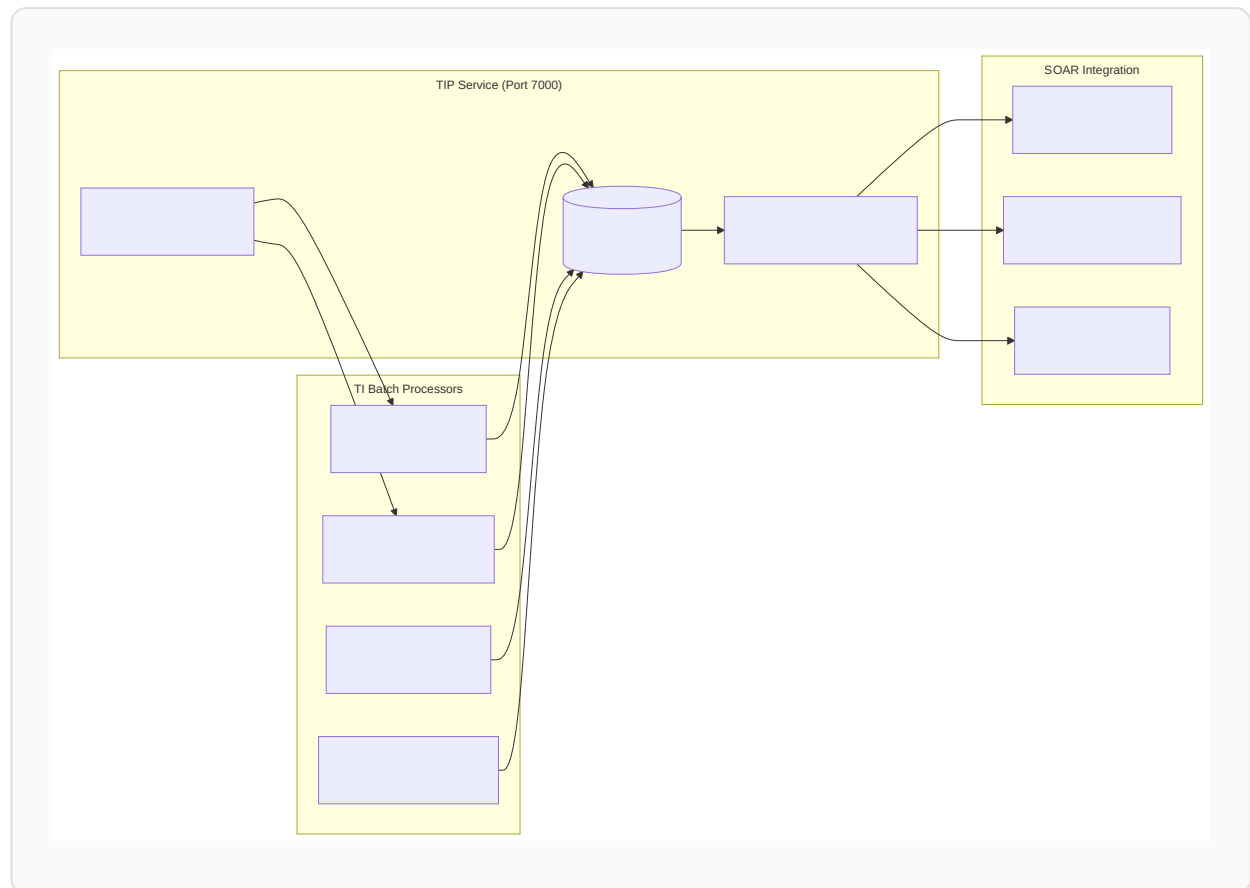 TIP Service (Port 7000)
SOAR Integration
TI Batch Processors